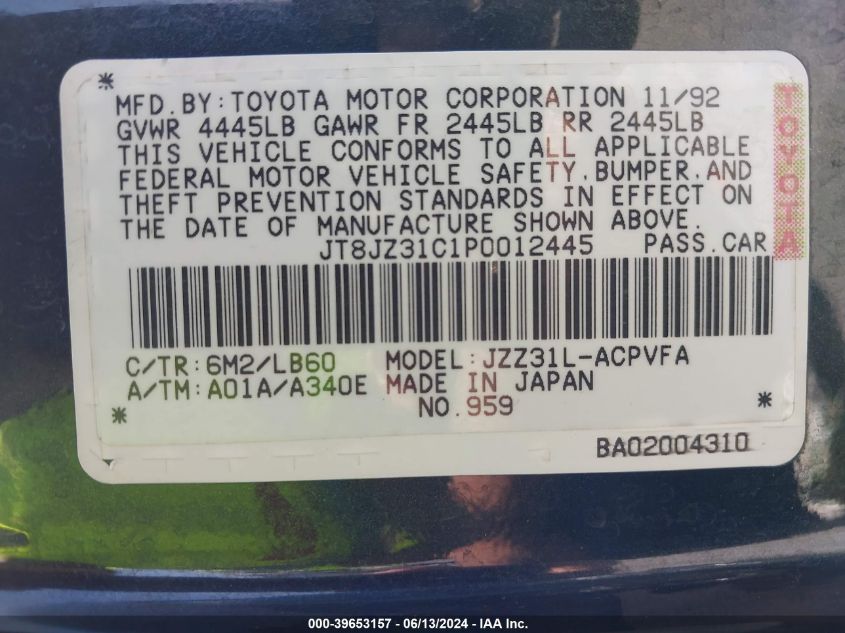 MFD.BY:TOYOTA MOTOR CORPORATION 11/92
GVWR 4445LB GAWR FR 2445LB RR 2445LB
THIS VEHICLE CONFORMS TO ALL APPLICABLE
FEDERAL MOTOR VEHICLE SAFETY.BUMPER.AND
THEFT PREVENTION STANDARDS IN EFFECT ON
THE DATE OF MANUFACTURE SHOWN ABOVE.
JT8JZ31C1P0012445 PASS.CAR
TOYOTA
C/TR:6M2/LB60 MODEL:JZZ31L-ACPVFA
A/TM:A01A/A340E MADE IN JAPAN
NO.959
BA02004310
000-39653157 / 06/13/2024 - IAA Inc.